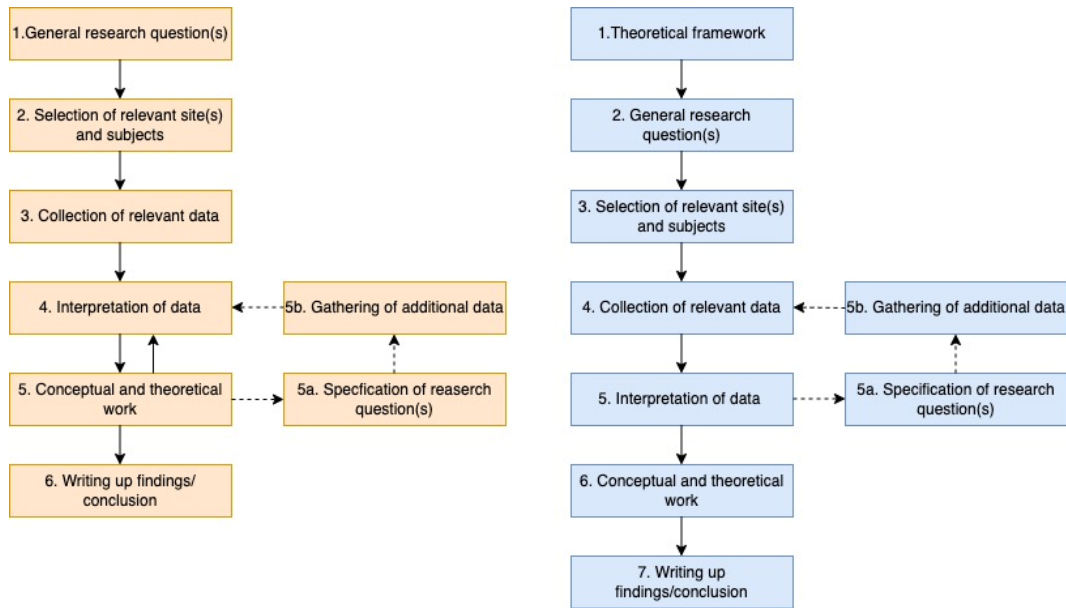 1.General research question(s)
2. Selection of relevant site(s)
and subjects
3. Collection of relevant data
4. Interpretation of data
5b. Gathering of additional data
5. Conceptual and theoretical
work
5a. Specfication of reaserch
question(s)
6. Writing up findings/
conclusion
1.Theoretical framework
2. General research
question(s)
3. Selection of relevant site(s)
and subjects
4. Collection of relevant data
5b. Gathering of additional data
5. Interpretation of data
5a. Specification of research
question(s)
6. Conceptual and theoretical
work
7. Writing up
findings/conclusion